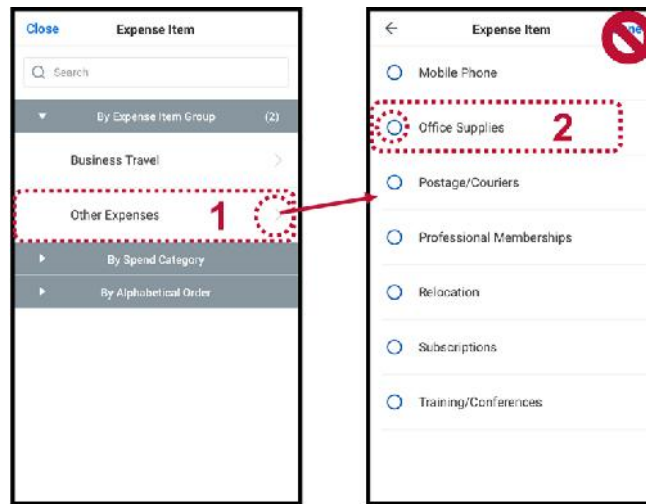 Close Expense Item
Search
By Expense Item Group (2)
Business Travel
Other Expenses 1
By Spend Category
By Alphabetical Order
Expense Item
Mobile Phone
Office Supplies 2
Postage/Couriers
Professional Memberships
Relocation
Subscriptions
Training/Conferences